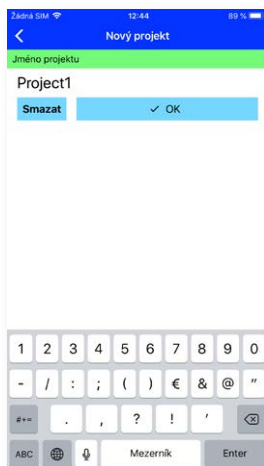 Žádná SIM 12:44 89 %
Nový projekt
Jméno projektu
Project1
Smazat ✓ OK
1 2 3 4 5 6 7 8 9 0
- / : ; ( ) € & @ "
#+= . , ? ! '
ABC Mezerník Enter